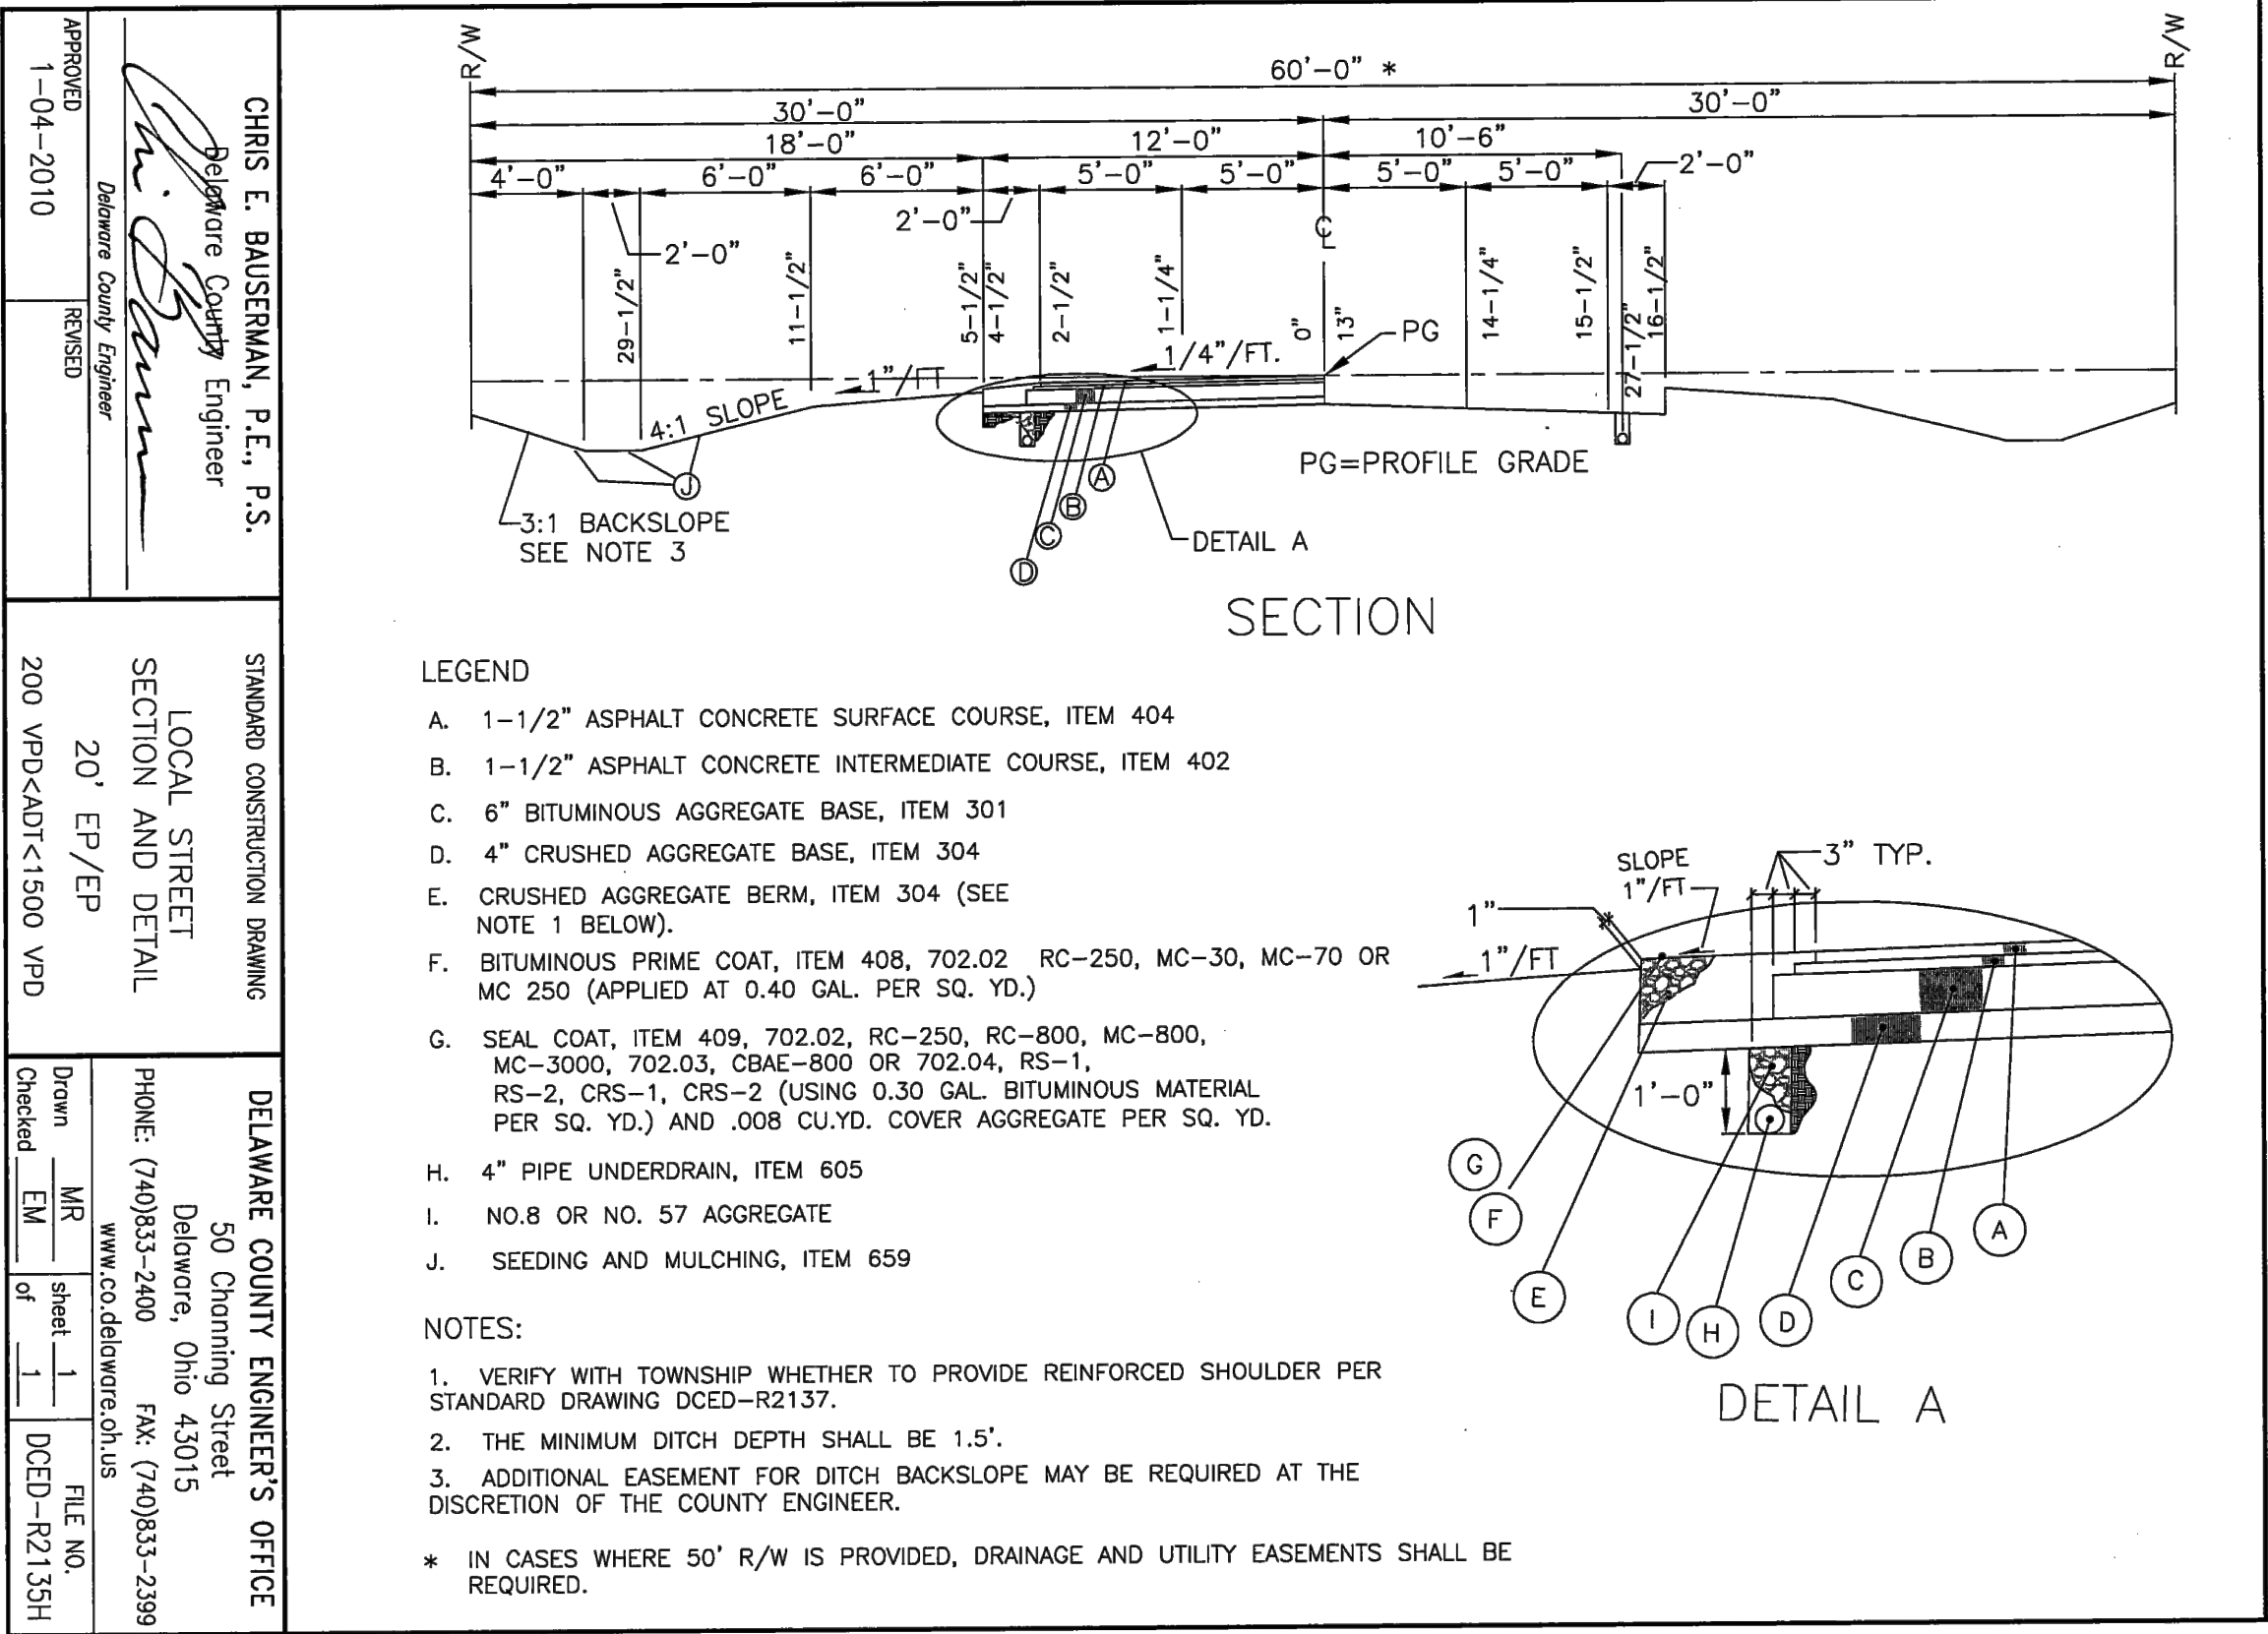 R/W
R/W
60'-0" *
30'-0"
30'-0"
18'-0"
12'-0"
10'-6"
4'-0"
6'-0"
6'-0"
5'-0"
5'-0"
5'-0"
5'-0"
2'-0"
2'-0"
2'-0"
29-1/2"
11-1/2"
5-1/2"
4-1/2"
2-1/2"
1-1/4"
0"
13"
14-1/4"
15-1/2"
27-1/2"
16-1/2"
℄
PG
1/4"/FT.
1"/FT
4:1 SLOPE
PG=PROFILE GRADE
J
A
B
C
D
3:1 BACKSLOPE
SEE NOTE 3
DETAIL A
SECTION
LEGEND
A. 1-1/2" ASPHALT CONCRETE SURFACE COURSE, ITEM 404
B. 1-1/2" ASPHALT CONCRETE INTERMEDIATE COURSE, ITEM 402
C. 6" BITUMINOUS AGGREGATE BASE, ITEM 301
D. 4" CRUSHED AGGREGATE BASE, ITEM 304
E. CRUSHED AGGREGATE BERM, ITEM 304 (SEE
NOTE 1 BELOW).
F. BITUMINOUS PRIME COAT, ITEM 408, 702.02 RC-250, MC-30, MC-70 OR
MC 250 (APPLIED AT 0.40 GAL. PER SQ. YD.)
G. SEAL COAT, ITEM 409, 702.02, RC-250, RC-800, MC-800,
MC-3000, 702.03, CBAE-800 OR 702.04, RS-1,
RS-2, CRS-1, CRS-2 (USING 0.30 GAL. BITUMINOUS MATERIAL
PER SQ. YD.) AND .008 CU.YD. COVER AGGREGATE PER SQ. YD.
H. 4" PIPE UNDERDRAIN, ITEM 605
I. NO.8 OR NO. 57 AGGREGATE
J. SEEDING AND MULCHING, ITEM 659
NOTES:
1. VERIFY WITH TOWNSHIP WHETHER TO PROVIDE REINFORCED SHOULDER PER
STANDARD DRAWING DCED-R2137.
2. THE MINIMUM DITCH DEPTH SHALL BE 1.5'.
3. ADDITIONAL EASEMENT FOR DITCH BACKSLOPE MAY BE REQUIRED AT THE
DISCRETION OF THE COUNTY ENGINEER.
* IN CASES WHERE 50' R/W IS PROVIDED, DRAINAGE AND UTILITY EASEMENTS SHALL BE
REQUIRED.
SLOPE
1"/FT
3" TYP.
1"
1"/FT
1'-0"
G
F
E
I
H
D
C
B
A
DETAIL A
CHRIS E. BAUSERMAN, P.E., P.S.
Delaware County Engineer
Delaware County Engineer
APPROVED
1-04-2010
REVISED
STANDARD CONSTRUCTION DRAWING
LOCAL STREET
SECTION AND DETAIL
20' EP/EP
200 VPD<ADT<1500 VPD
DELAWARE COUNTY ENGINEER'S OFFICE
50 Channing Street
Delaware, Ohio 43015
PHONE: (740)833-2400 FAX: (740)833-2399
www.co.delaware.oh.us
Drawn MR
Checked EM
sheet 1
of 1
FILE NO.
DCED-R2135H